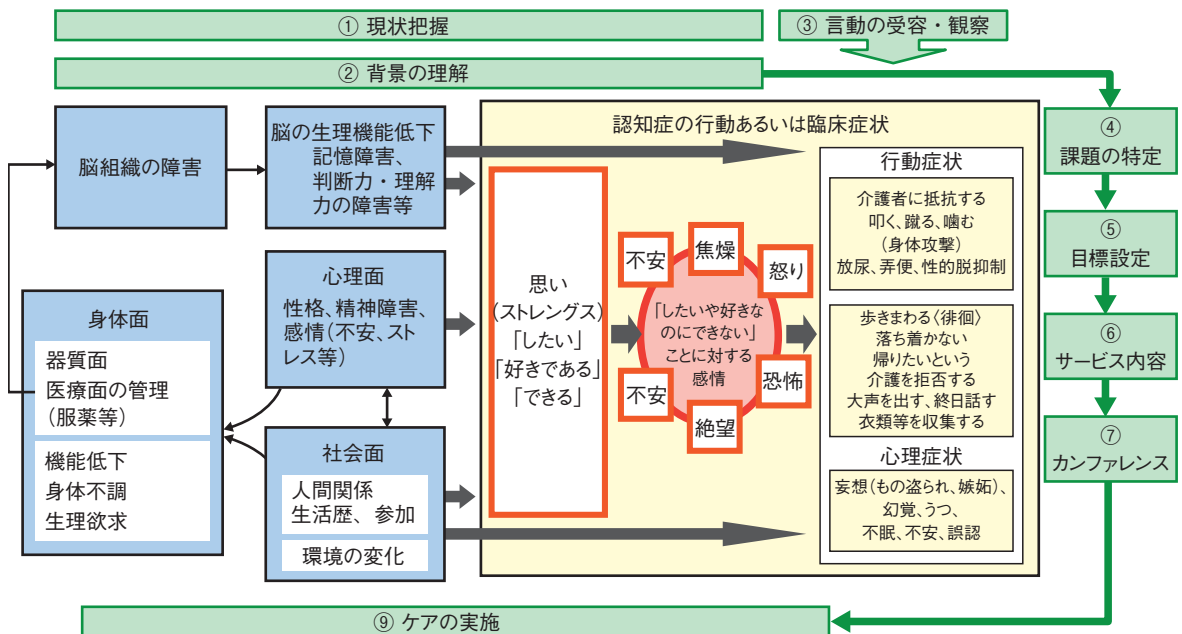 ① 現状把握
③ 言動の受容・観察
② 背景の理解
脳組織の障害
脳の生理機能低下
記憶障害、
判断力・理解
力の障害等
心理面
性格、精神障害、
感情(不安、スト
レス等)
身体面
器質面
医療面の管理
(服薬等)
機能低下
身体不調
生理欲求
社会面
人間関係
生活歴、参加
環境の変化
認知症の行動あるいは臨床症状
思い
(ストレングス)
「したい」
「好きである」
「できる」
不安
焦燥
怒り
「したいや好きな
のにできない」
ことに対する
感情
不安
絶望
恐怖
行動症状
介護者に抵抗する
叩く、蹴る、噛む
(身体攻撃)
放尿、弄便、性的脱抑制
歩きまわる〈徘徊〉
落ち着かない
帰りたいという
介護を拒否する
大声を出す、終日話す
衣類等を収集する
心理症状
妄想(もの盗られ、嫉妬)、
幻覚、うつ、
不眠、不安、誤認
④
課題の特定
⑤
目標設定
⑥
サービス内容
⑦
カンファレンス
⑨ ケアの実施